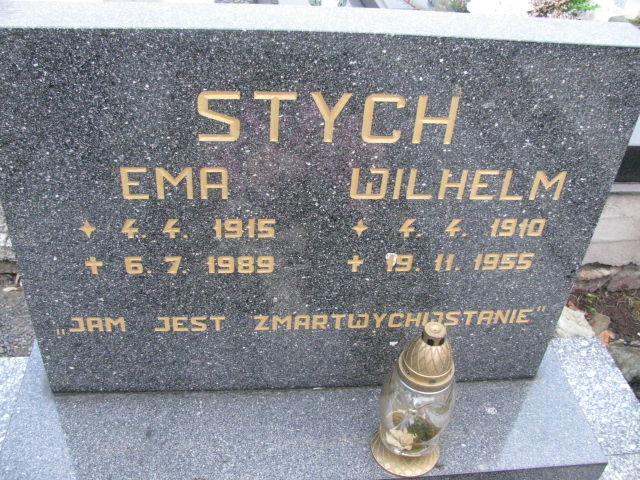 STYCH
EMA WILHELM
✦ 4. 4. 1915 ✦ 4. 4. 1910
✝ 6. 7. 1989 ✝ 19. 11. 1955
„JAM JEST ZMARTWYCHWSTANIE"